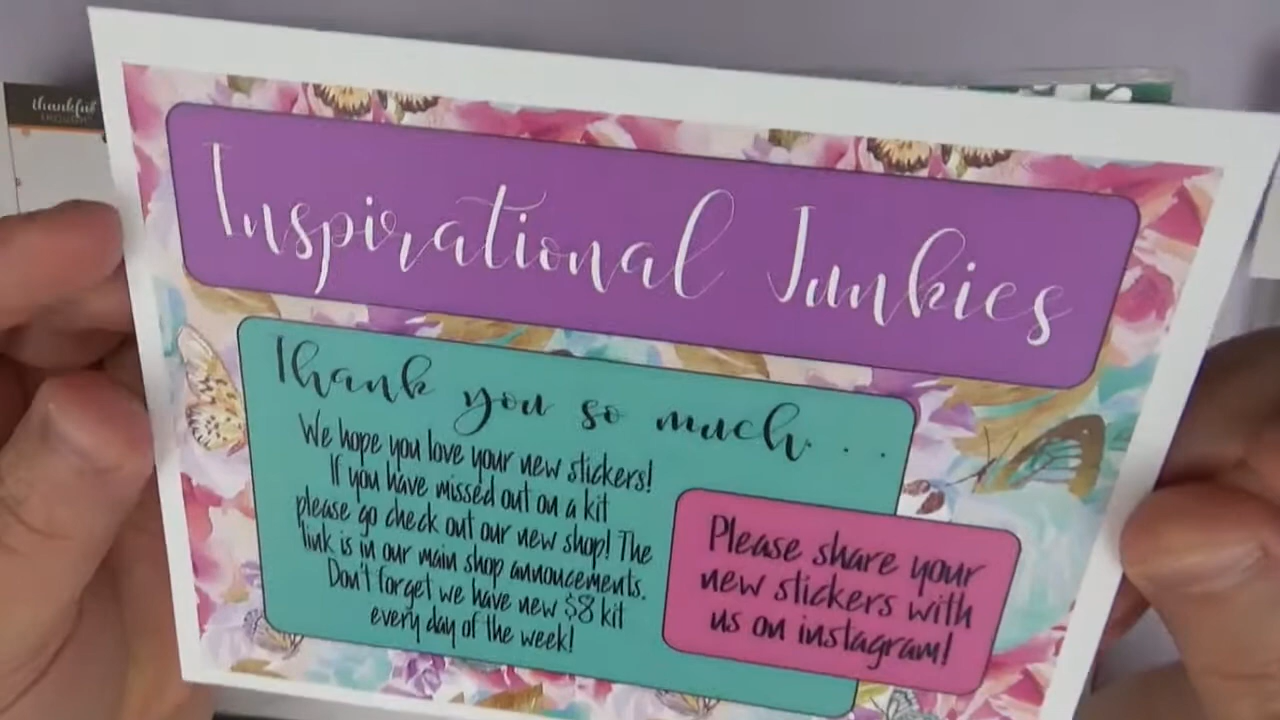 thankful
Inspirational Junkies
Thank you so much . . .
We hope you love your new stickers!
If you have missed out on a kit
please go check out our new shop! The
link is in our main shop annoucements.
Don't forget we have new $8 kit
every day of the week!
Please share your
new stickers with
us on instagram!